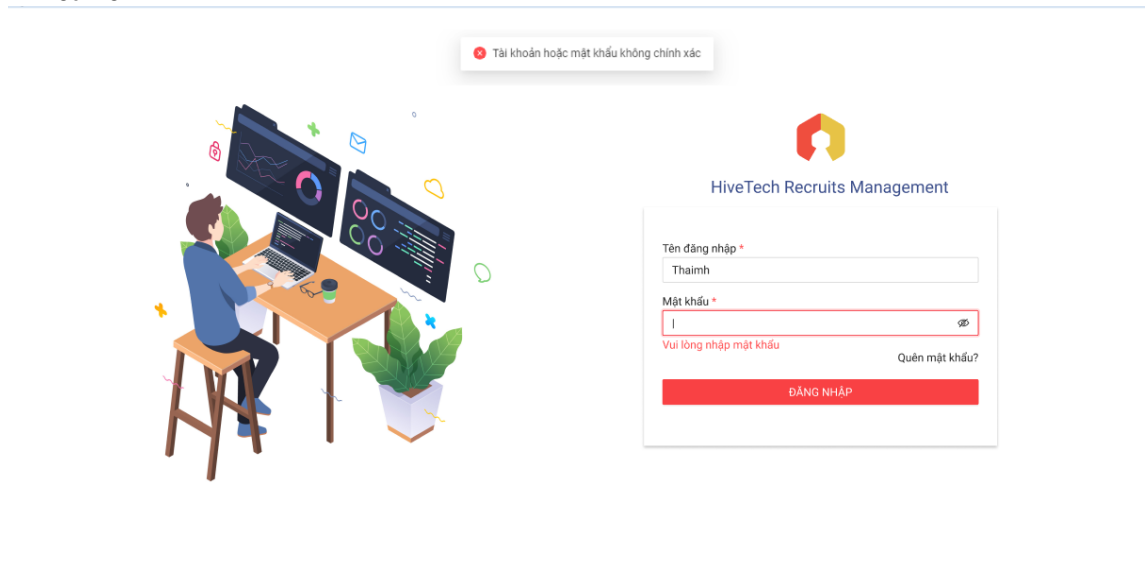 Tài khoản hoặc mật khẩu không chính xác
HiveTech Recruits Management
Tên đăng nhập *
Thaimh
Mật khẩu *
Vui lòng nhập mật khẩu
Quên mật khẩu?
ĐĂNG NHẬP